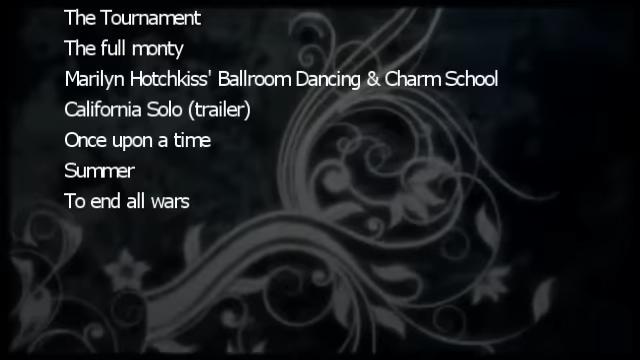 The Tournament
The full monty
Marilyn Hotchkiss' Ballroom Dancing & Charm School
California Solo (trailer)
Once upon a time
Summer
To end all wars